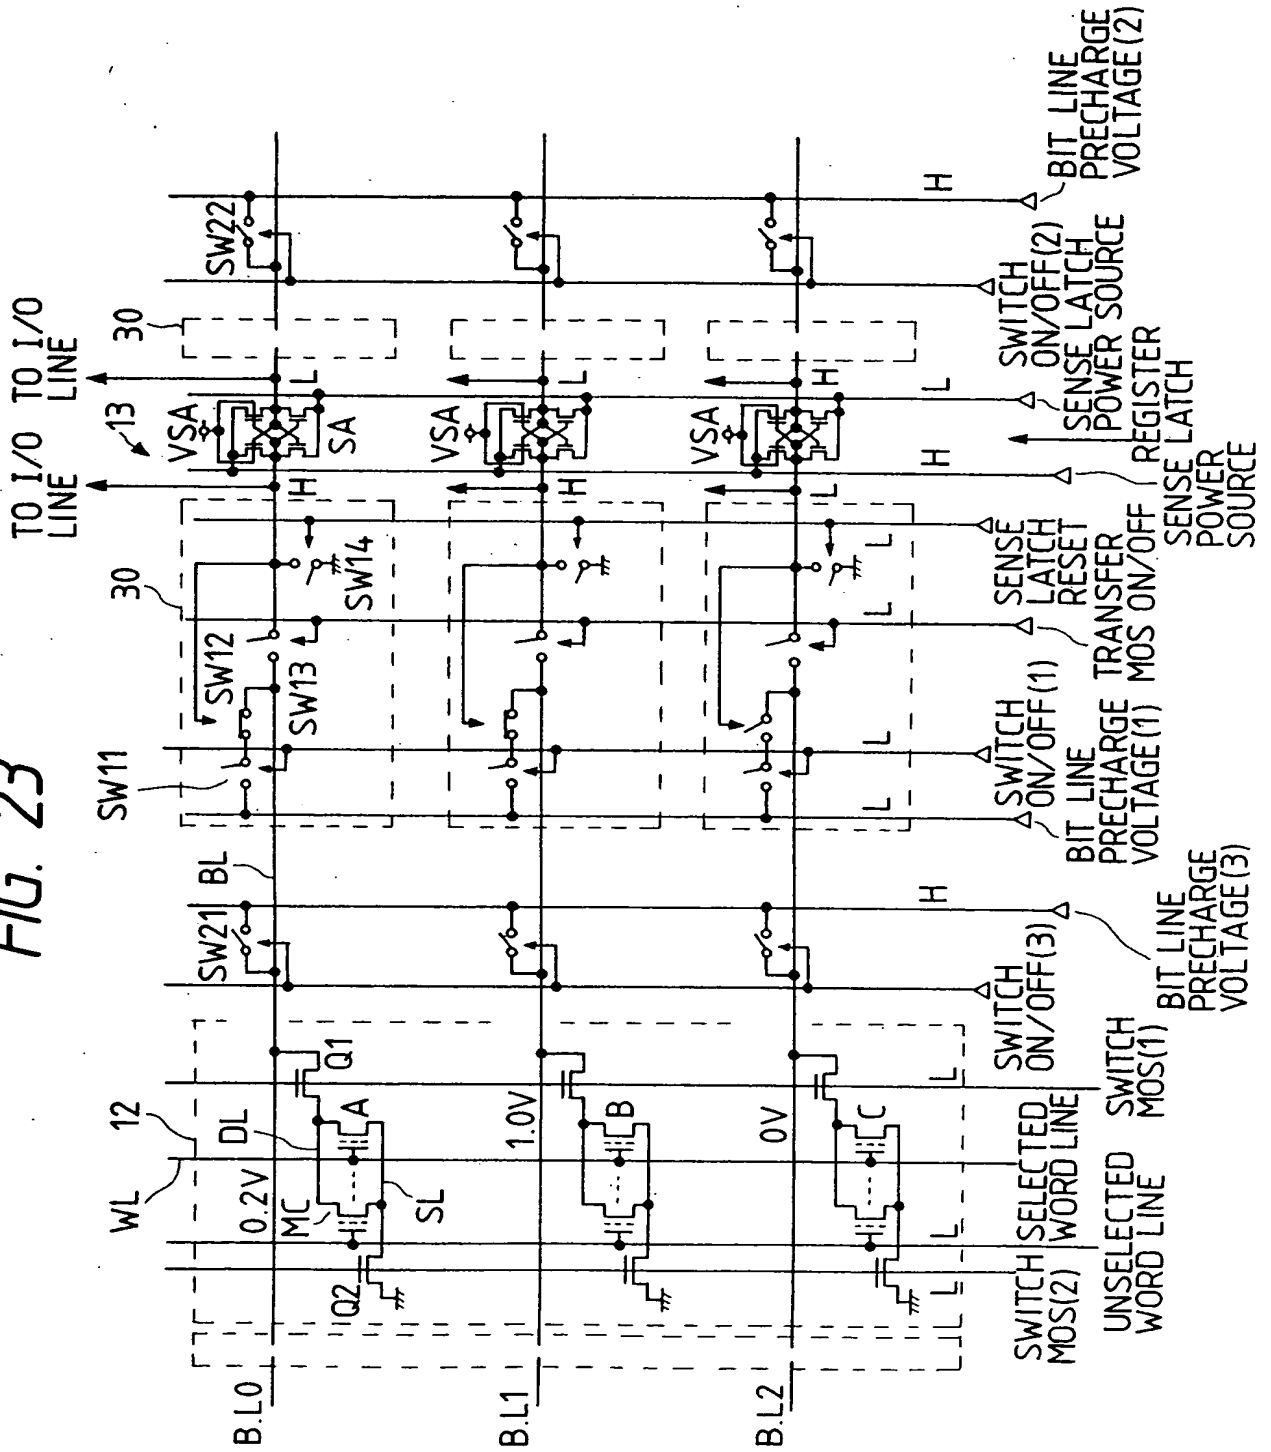 FIG. 23
TO I/O
LINE
TO I/O
LINE
13
30
30
SW11
SW12
SW13
SW14
VSA
SA
H
L
SW22
BL
SW21
12
WL
DL
0.2V
MC
A
SL
Q1
Q2
VSA
H
L
1.0V
B
VSA
L
H
0V
C
B.L0
B.L1
B.L2
L
L
L
H
L
L
L
L
H
L
H
SWITCH
MOS(2)
UNSELECTED
WORD LINE
SELECTED
WORD LINE
SWITCH
MOS(1)
SWITCH
ON/OFF(3)
BIT LINE
PRECHARGE
VOLTAGE(3)
BIT LINE
PRECHARGE
VOLTAGE(1)
SWITCH
ON/OFF(1)
TRANSFER
MOS ON/OFF
SENSE
LATCH
RESET
SENSE LATCH
POWER
SOURCE
REGISTER
SENSE LATCH
POWER SOURCE
SWITCH
ON/OFF(2)
BIT LINE
PRECHARGE
VOLTAGE(2)